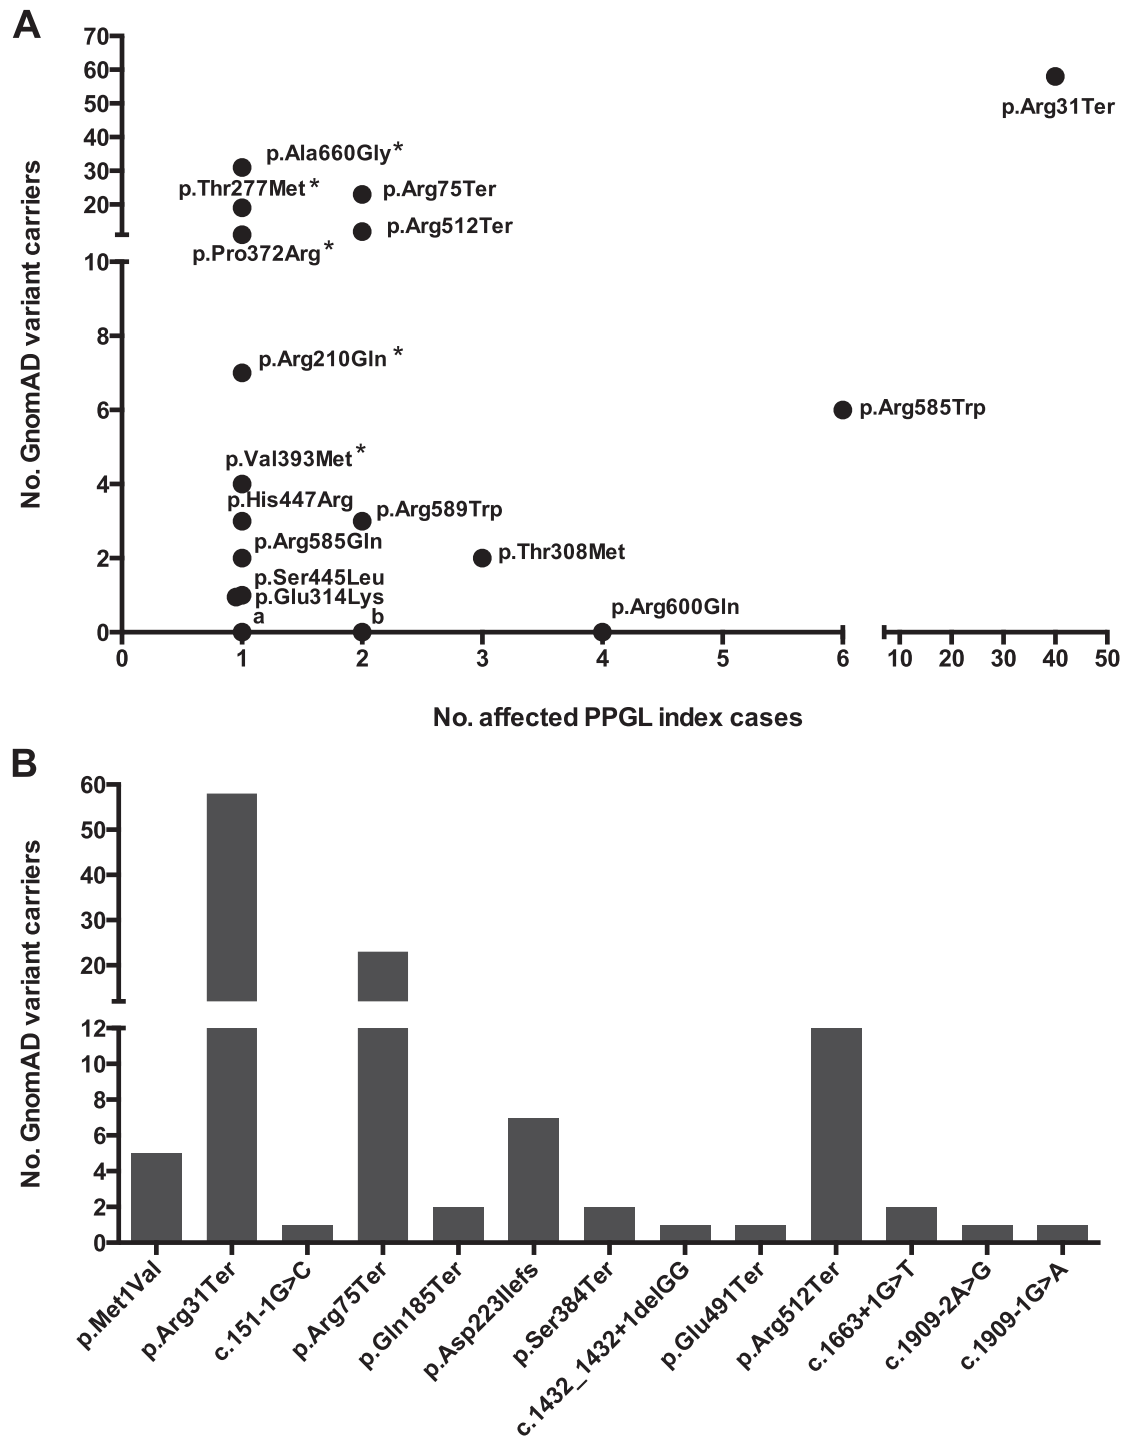 A
70
60
50
40
30
20
10
8
6
4
2
0
No. GnomAD variant carriers
p.Arg31Ter
p.Ala660Gly*
p.Thr277Met*
p.Arg75Ter
p.Arg512Ter
p.Pro372Arg*
p.Arg210Gln*
p.Arg585Trp
p.Val393Met*
p.His447Arg
p.Arg589Trp
p.Arg585Gln
p.Thr308Met
p.Ser445Leu
p.Glu314Lys
p.Arg600Gln
a
b
0 1 2 3 4 5 6 10 20 30 40 50
No. affected PPGL index cases
B
60
50
40
30
20
12
10
8
6
4
2
0
No. GnomAD variant carriers
p.Met1Val
p.Arg31Ter
c.151-1G>C
p.Arg75Ter
p.Gln185Ter
p.Asp223Ilefs
p.Ser384Ter
c.1432_1432+1delGG
p.Glu491Ter
p.Arg512Ter
c.1663+1G>T
c.1909-2A>G
c.1909-1G>A